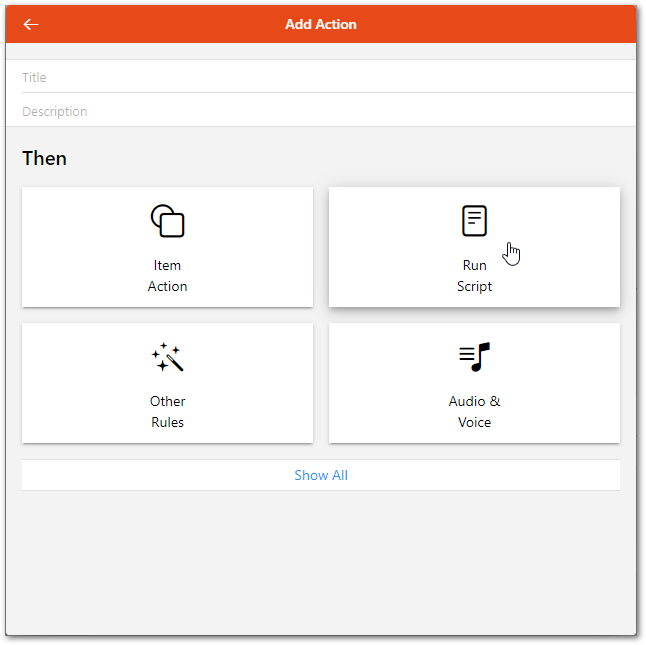 Add Action
Title
Description
Then
Item
Action
Run
Script
Other
Rules
Audio &
Voice
Show All